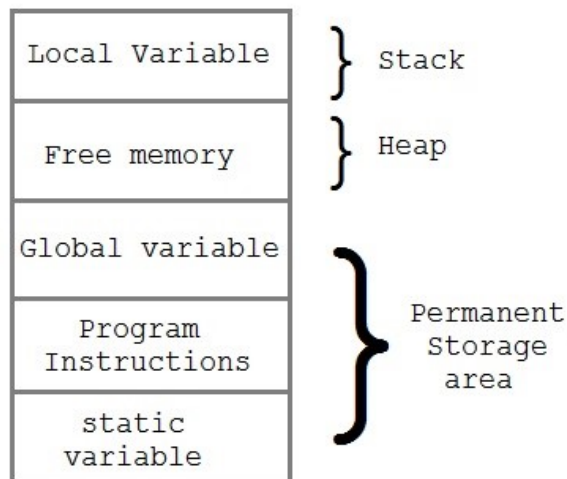 Local Variable
Stack
Free memory
Heap
Global variable
Program
Instructions
static
variable
Permanent
Storage
area